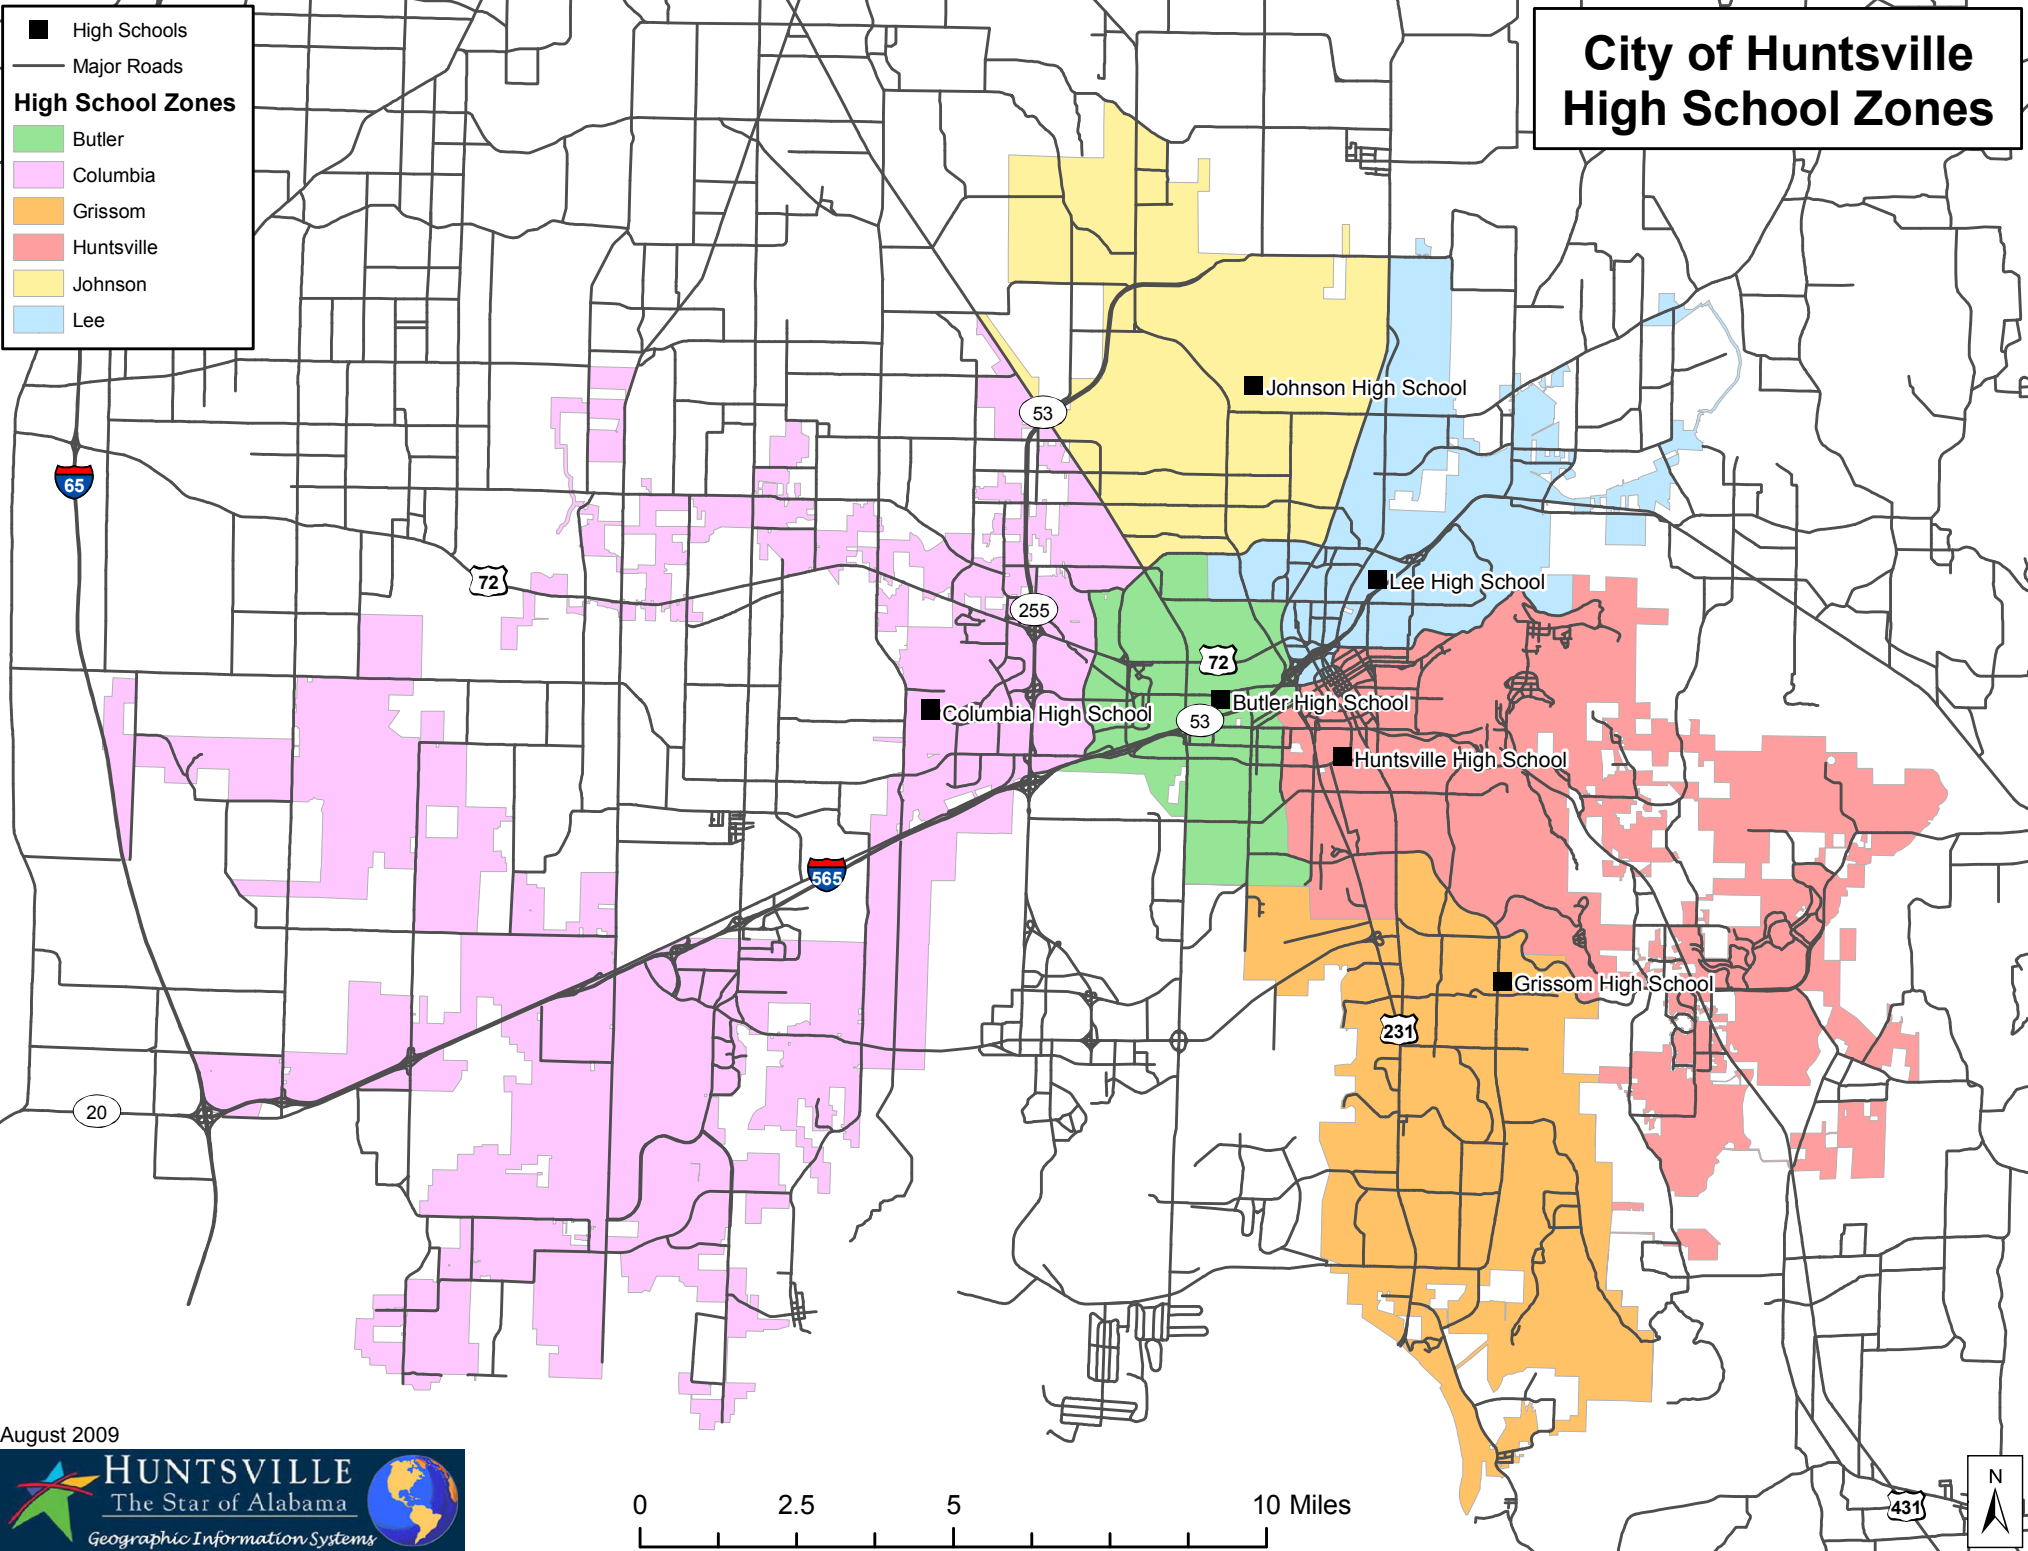 High Schools
Major Roads
High School Zones
Butler
Columbia
Grissom
Huntsville
Johnson
Lee
City of Huntsville
High School Zones
Johnson High School
53
65
72
Lee High School
255
72
Columbia High School
Butler High School
53
Huntsville High School
565
Grissom High School
231
20
August 2009
HUNTSVILLE
The Star of Alabama
Geographic Information Systems
0 2.5 5 10 Miles
431
N